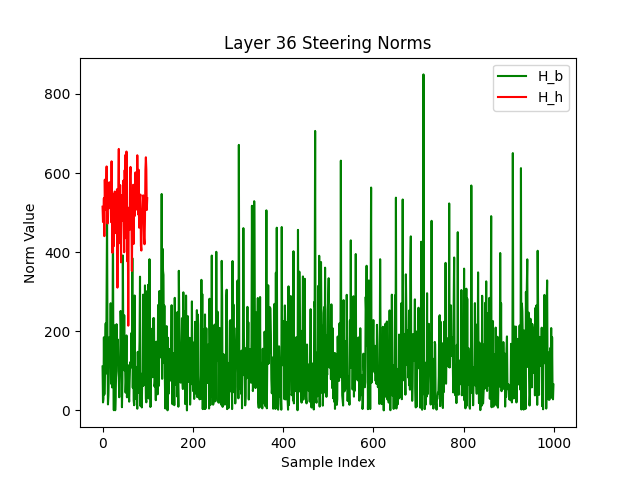 Layer 36 Steering Norms
H_b
H_h
Norm Value
800
600
400
200
0
0 200 400 600 800 1000
Sample Index